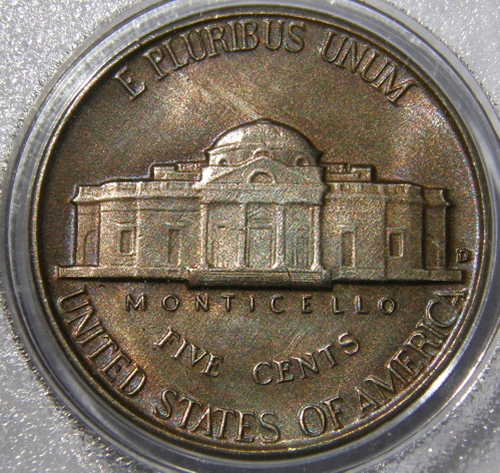 E PLURIBUS UNUM
D
MONTICELLO
FIVE CENTS
UNITED STATES OF AMERICA